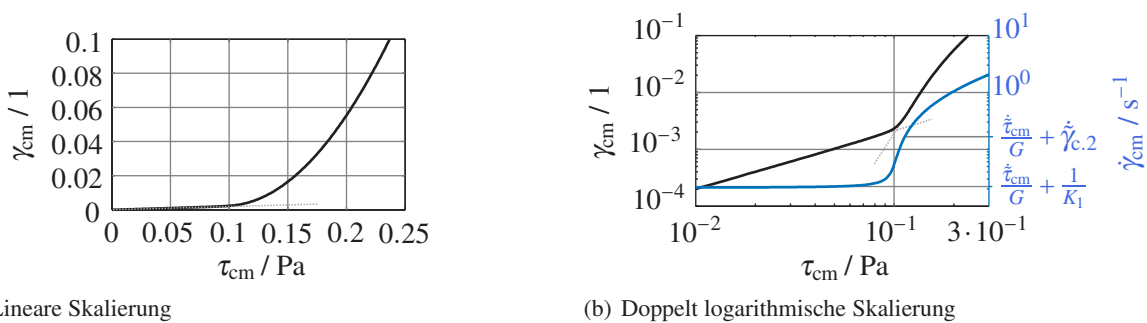 0.1
0.08
0.06
0.04
0.02
0
γcm / 1
0 0.05 0.1 0.15 0.2 0.25
τcm / Pa
Lineare Skalierung
10⁻¹
10⁻²
10⁻³
10⁻⁴
γcm / 1
10⁻² 10⁻¹ 3·10⁻¹
τcm / Pa
10¹
10⁰
τ̃̇cm/G + γ̃̇c.2
τ̃̇cm/G + 1/K1
γ̇cm / s⁻¹
(b) Doppelt logarithmische Skalierung